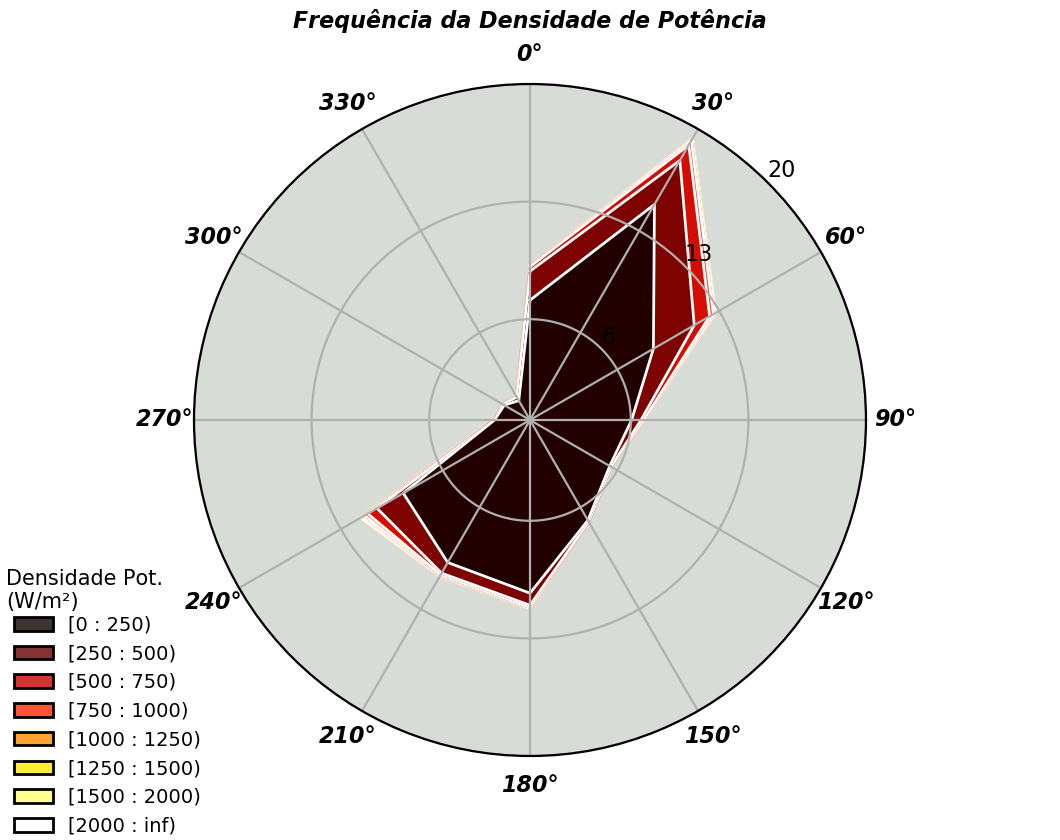 Frequência da Densidade de Potência
0°
330°
30°
20
300°
60°
13
6
270°
90°
Densidade Pot.
(W/m²)
240°
120°
[0 : 250)
[250 : 500)
[500 : 750)
[750 : 1000)
210°
150°
[1000 : 1250)
[1250 : 1500)
180°
[1500 : 2000)
[2000 : inf)